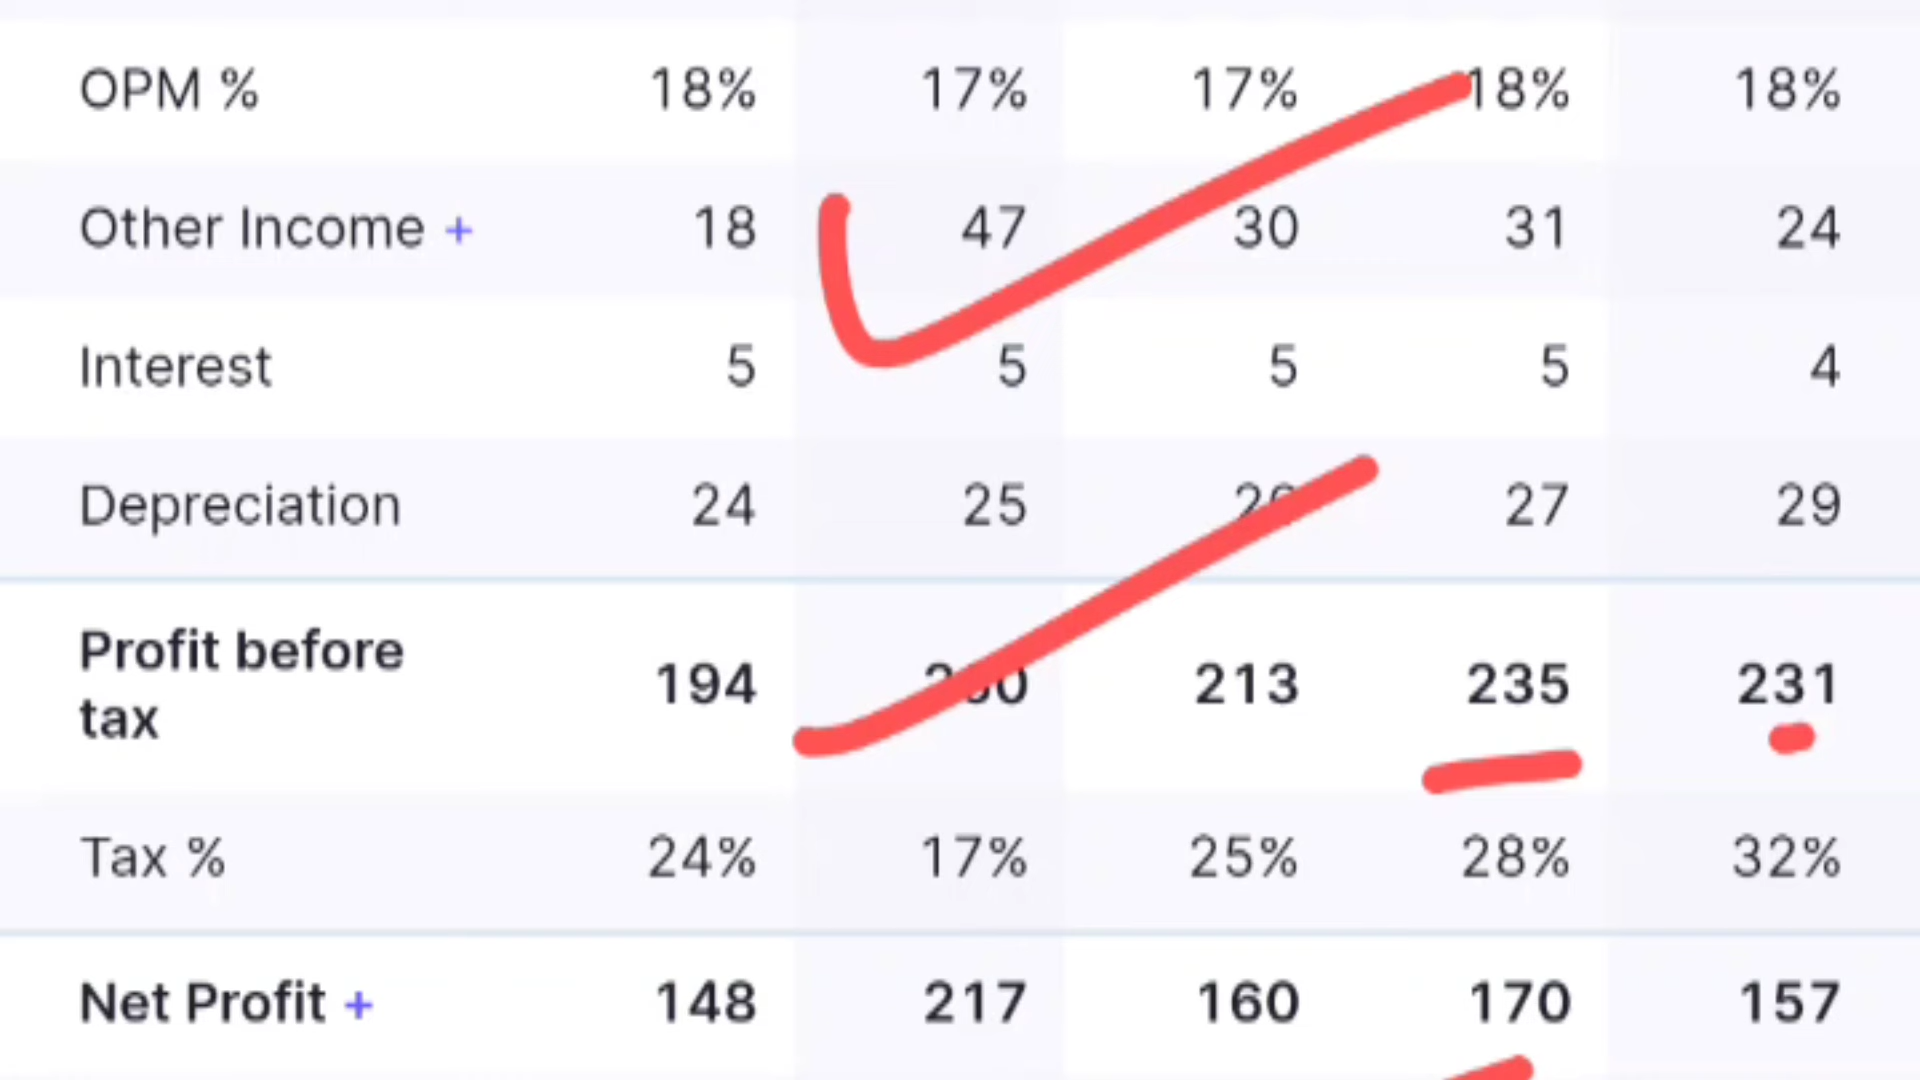 OPM % 18% 17% 17% 18% 18%
Other Income + 18 47 30 31 24
Interest 5 5 5 5 4
Depreciation 24 25 27 29
Profit before
tax 194 213 235 231
Tax % 24% 17% 25% 28% 32%
Net Profit + 148 217 160 170 157